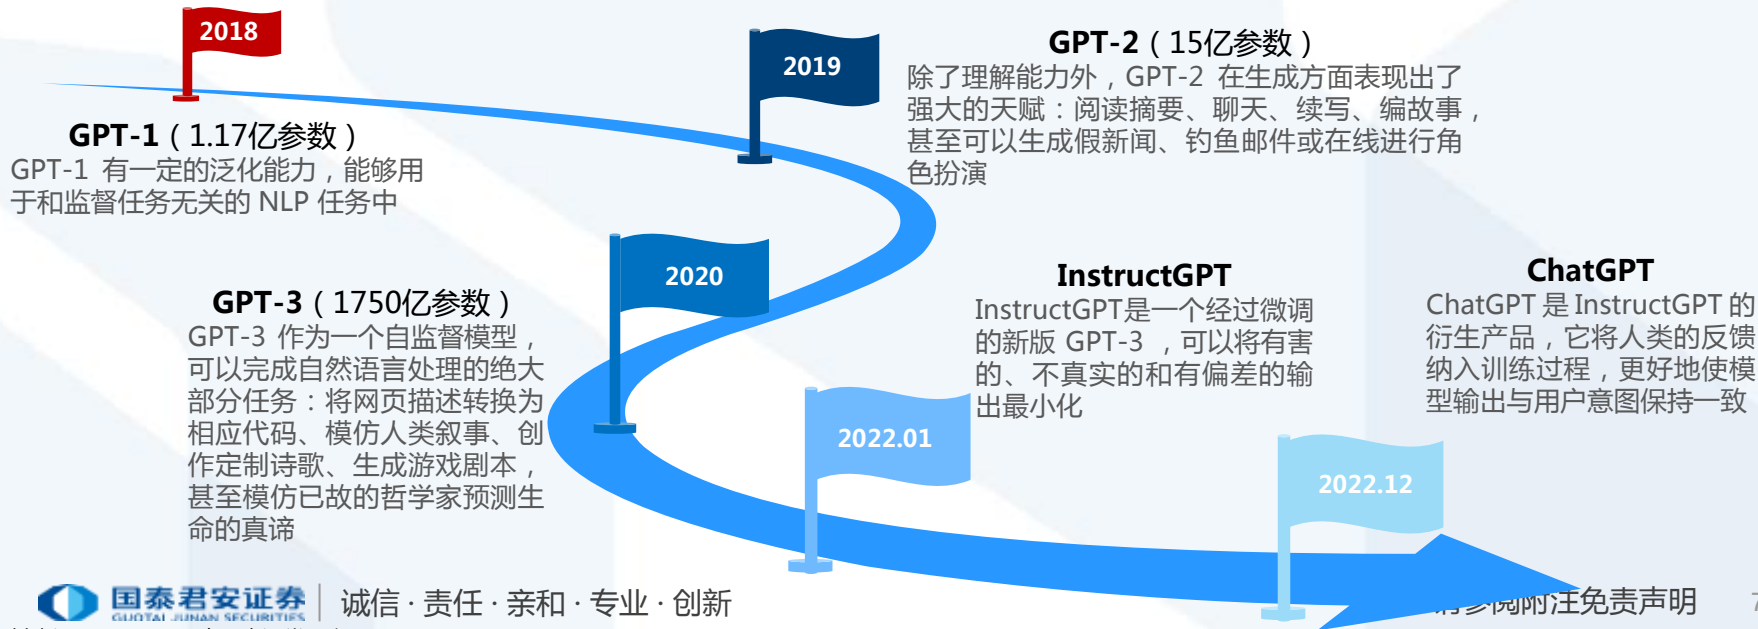 2018
GPT-1（1.17亿参数）
GPT-1 有一定的泛化能力，能够用
于和监督任务无关的 NLP 任务中
2019
GPT-2（15亿参数）
除了理解能力外，GPT-2 在生成方面表现出了
强大的天赋：阅读摘要、聊天、续写、编故事，
甚至可以生成假新闻、钓鱼邮件或在线进行角
色扮演
2020
GPT-3（1750亿参数）
GPT-3 作为一个自监督模型，
可以完成自然语言处理的绝大
部分任务：将网页描述转换为
相应代码、模仿人类叙事、创
作定制诗歌、生成游戏剧本，
甚至模仿已故的哲学家预测生
命的真谛
2022.01
InstructGPT
InstructGPT是一个经过微调
的新版 GPT-3 ，可以将有害
的、不真实的和有偏差的输
出最小化
2022.12
ChatGPT
ChatGPT 是 InstructGPT 的
衍生产品，它将人类的反馈
纳入训练过程，更好地使模
型输出与用户意图保持一致
国泰君安证券
GUOTAI JUNAN SECURITIES
诚信 · 责任 · 亲和 · 专业 · 创新
请参阅附注免责声明